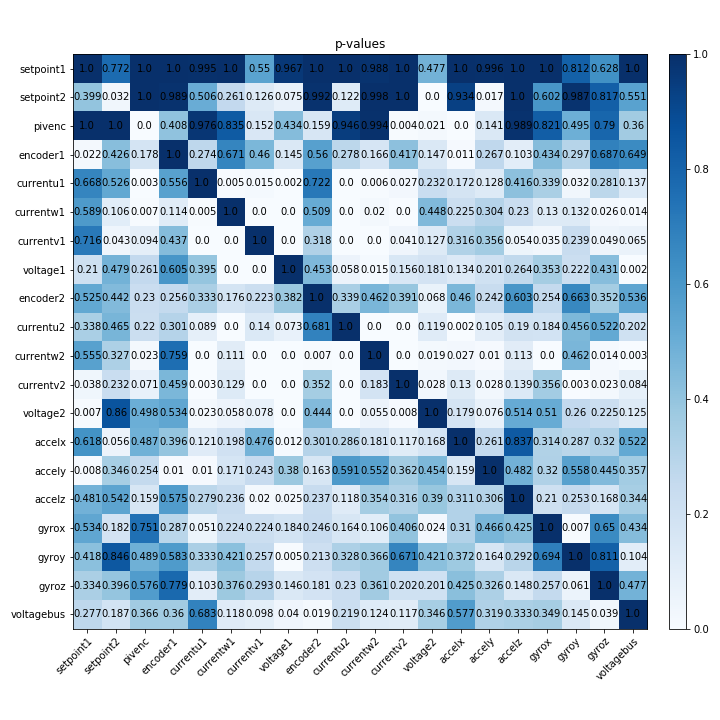 p-values
setpoint1 1.0 0.772 1.0 1.0 0.995 1.0 0.55 0.967 1.0 1.0 0.988 1.0 0.477 1.0 0.996 1.0 1.0 0.812 0.628 1.0
setpoint2 0.399 0.032 1.0 0.989 0.506 0.261 0.126 0.075 0.992 0.122 0.998 1.0 0.0 0.934 0.017 1.0 0.602 0.987 0.817 0.551
pivenc 1.0 1.0 0.0 0.408 0.976 0.835 0.152 0.434 0.159 0.946 0.994 0.004 0.021 0.0 0.141 0.989 0.821 0.495 0.79 0.36
encoder1 0.022 0.426 0.178 1.0 0.274 0.671 0.46 0.145 0.56 0.278 0.166 0.417 0.147 0.011 0.267 0.103 0.434 0.297 0.687 0.649
currentu1 0.668 0.526 0.003 0.556 1.0 0.005 0.015 0.002 0.722 0.0 0.006 0.027 0.232 0.172 0.128 0.416 0.339 0.032 0.281 0.137
currentw1 0.589 0.106 0.007 0.114 0.005 1.0 0.0 0.0 0.509 0.0 0.02 0.0 0.448 0.225 0.304 0.23 0.13 0.132 0.026 0.014
currentv1 0.716 0.043 0.094 0.437 0.0 0.0 1.0 0.0 0.318 0.0 0.0 0.041 0.127 0.316 0.356 0.054 0.035 0.239 0.049 0.065
voltage1 0.21 0.479 0.261 0.605 0.395 0.0 0.0 1.0 0.453 0.058 0.015 0.156 0.181 0.134 0.201 0.264 0.353 0.222 0.431 0.002
encoder2 0.525 0.442 0.23 0.256 0.333 0.176 0.223 0.382 1.0 0.339 0.462 0.391 0.068 0.46 0.242 0.603 0.254 0.663 0.352 0.536
currentu2 0.338 0.465 0.22 0.301 0.089 0.0 0.14 0.073 0.681 1.0 0.0 0.0 0.119 0.002 0.105 0.19 0.184 0.456 0.522 0.202
currentw2 0.555 0.327 0.023 0.759 0.0 0.111 0.0 0.0 0.007 0.0 1.0 0.0 0.019 0.027 0.01 0.113 0.0 0.462 0.014 0.003
currentv2 0.038 0.232 0.071 0.459 0.003 0.129 0.0 0.0 0.352 0.0 0.183 1.0 0.028 0.13 0.028 0.139 0.356 0.003 0.023 0.084
voltage2 0.007 0.86 0.498 0.534 0.023 0.058 0.078 0.0 0.444 0.0 0.055 0.008 1.0 0.179 0.076 0.514 0.51 0.26 0.225 0.125
accelx 0.618 0.056 0.487 0.396 0.121 0.198 0.476 0.012 0.301 0.286 0.181 0.117 0.168 1.0 0.261 0.837 0.314 0.287 0.32 0.522
accely 0.008 0.346 0.254 0.01 0.01 0.171 0.243 0.38 0.163 0.591 0.552 0.362 0.454 0.159 1.0 0.482 0.32 0.558 0.445 0.357
accelz 0.481 0.542 0.159 0.575 0.279 0.236 0.02 0.025 0.237 0.118 0.354 0.316 0.39 0.311 0.306 1.0 0.21 0.253 0.168 0.344
gyrox 0.534 0.182 0.751 0.287 0.051 0.224 0.224 0.184 0.246 0.164 0.106 0.406 0.024 0.31 0.466 0.425 1.0 0.007 0.65 0.434
gyroy 0.418 0.846 0.489 0.583 0.333 0.421 0.257 0.005 0.213 0.328 0.366 0.671 0.421 0.372 0.164 0.292 0.694 1.0 0.811 0.104
gyroz 0.334 0.396 0.576 0.779 0.103 0.376 0.293 0.146 0.181 0.23 0.361 0.202 0.201 0.425 0.326 0.148 0.257 0.061 1.0 0.477
voltagebus 0.277 0.187 0.366 0.36 0.683 0.118 0.098 0.04 0.019 0.219 0.124 0.117 0.346 0.577 0.319 0.333 0.349 0.145 0.039 1.0
setpoint1 setpoint2 pivenc encoder1 currentu1 currentw1 currentv1 voltage1 encoder2 currentu2 currentw2 currentv2 voltage2 accelx accely accelz gyrox gyroy gyroz voltagebus
1.0
0.8
0.6
0.4
0.2
0.0